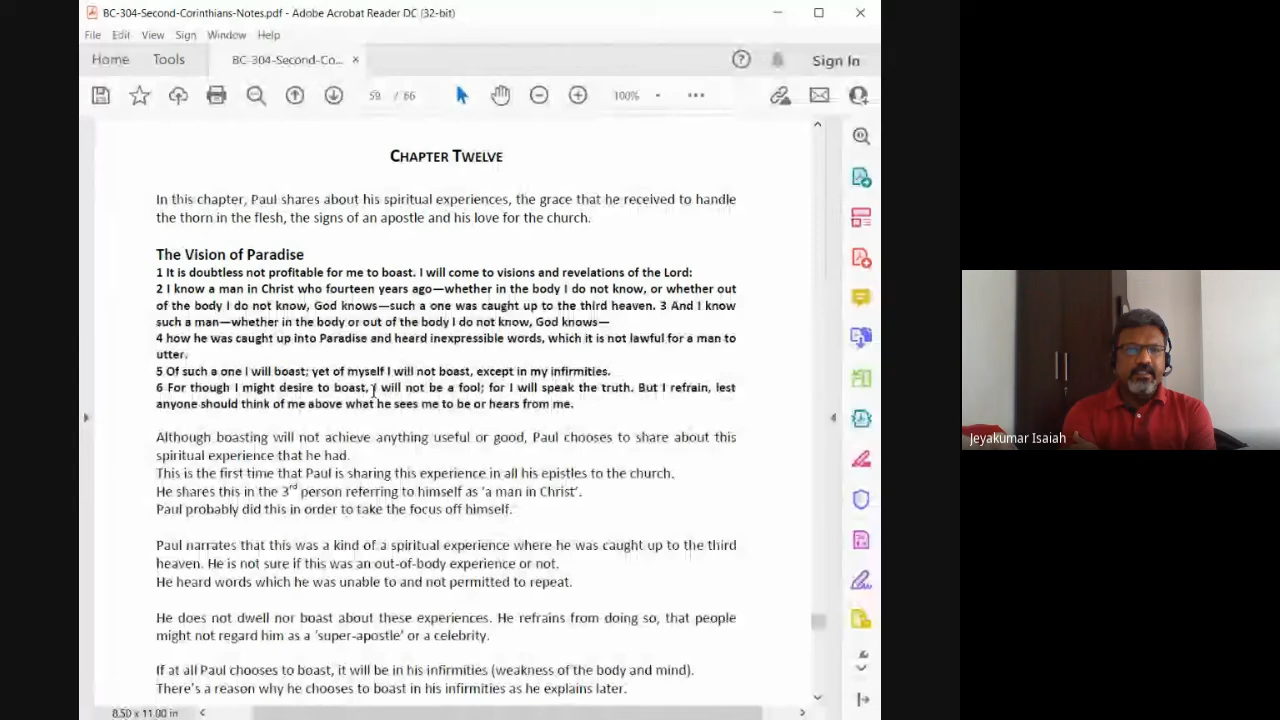 BC-304-Second-Corinthians-Notes.pdf - Adobe Acrobat Reader DC (32-bit)
File Edit View Sign Window Help
Home Tools BC-304-Second-Co... × Sign In
59 / 66 100%
CHAPTER TWELVE
In this chapter, Paul shares about his spiritual experiences, the grace that he received to handle
the thorn in the flesh, the signs of an apostle and his love for the church.
The Vision of Paradise
1 It is doubtless not profitable for me to boast. I will come to visions and revelations of the Lord:
2 I know a man in Christ who fourteen years ago—whether in the body I do not know, or whether out
of the body I do not know, God knows—such a one was caught up to the third heaven. 3 And I know
such a man—whether in the body or out of the body I do not know, God knows—
4 how he was caught up into Paradise and heard inexpressible words, which it is not lawful for a man to
utter.
5 Of such a one I will boast; yet of myself I will not boast, except in my infirmities.
6 For though I might desire to boast, I will not be a fool; for I will speak the truth. But I refrain, lest
anyone should think of me above what he sees me to be or hears from me.
Although boasting will not achieve anything useful or good, Paul chooses to share about this
spiritual experience that he had.
This is the first time that Paul is sharing this experience in all his epistles to the church.
He shares this in the 3rd person referring to himself as 'a man in Christ'.
Paul probably did this in order to take the focus off himself.
Paul narrates that this was a kind of a spiritual experience where he was caught up to the third
heaven. He is not sure if this was an out-of-body experience or not.
He heard words which he was unable to and not permitted to repeat.
He does not dwell nor boast about these experiences. He refrains from doing so, that people
might not regard him as a 'super-apostle' or a celebrity.
If at all Paul chooses to boast, it will be in his infirmities (weakness of the body and mind).
There's a reason why he chooses to boast in his infirmities as he explains later.
8.50 x 11.00 in
Jeyakumar Isaiah